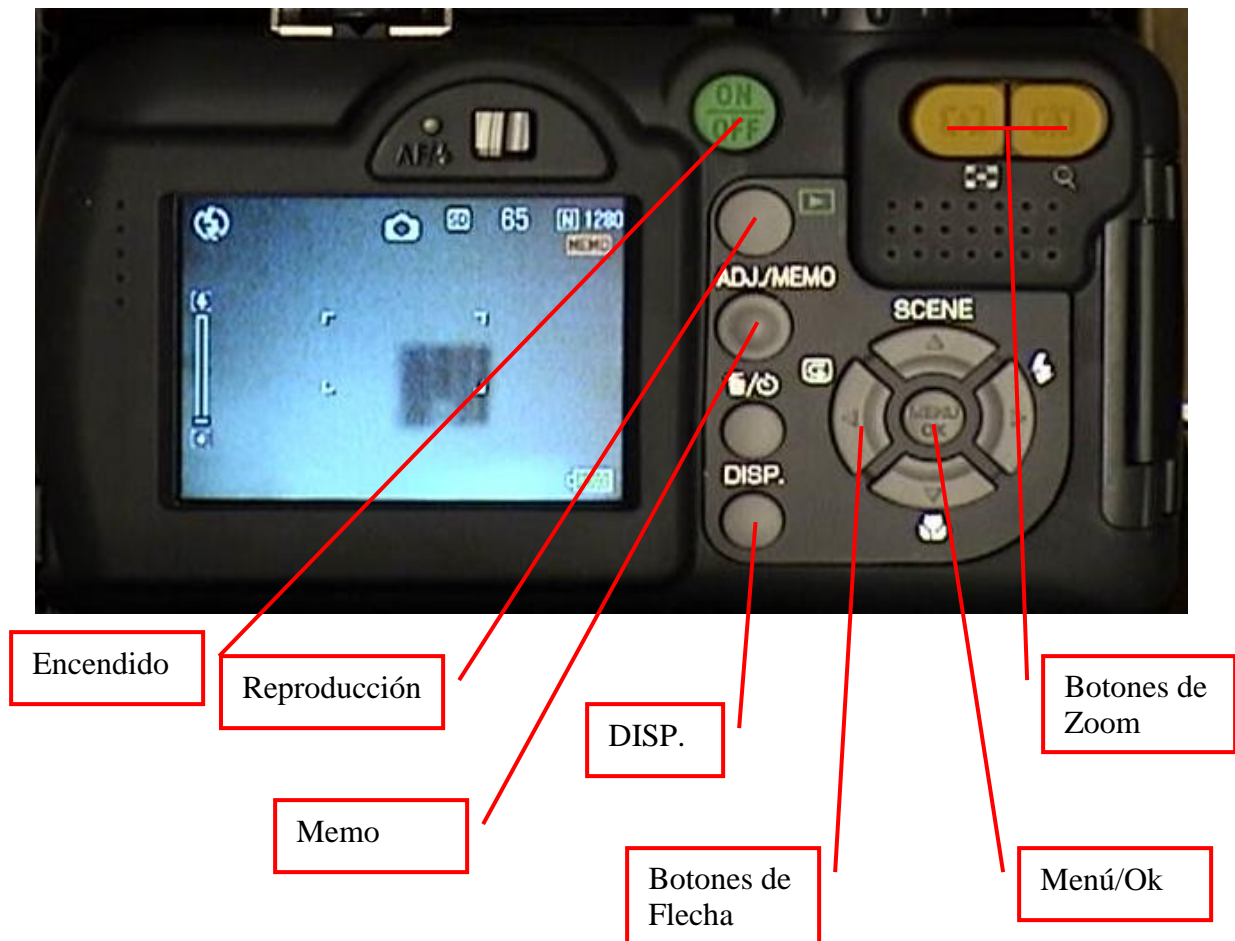 ON
OFF
AF/
SD 65 [N] 1280
MEMO
ADJ./MEMO
SCENE
MENU
OK
DISP.
Encendido
Reproducción
Botones de
Zoom
DISP.
Memo
Botones de
Flecha
Menú/Ok